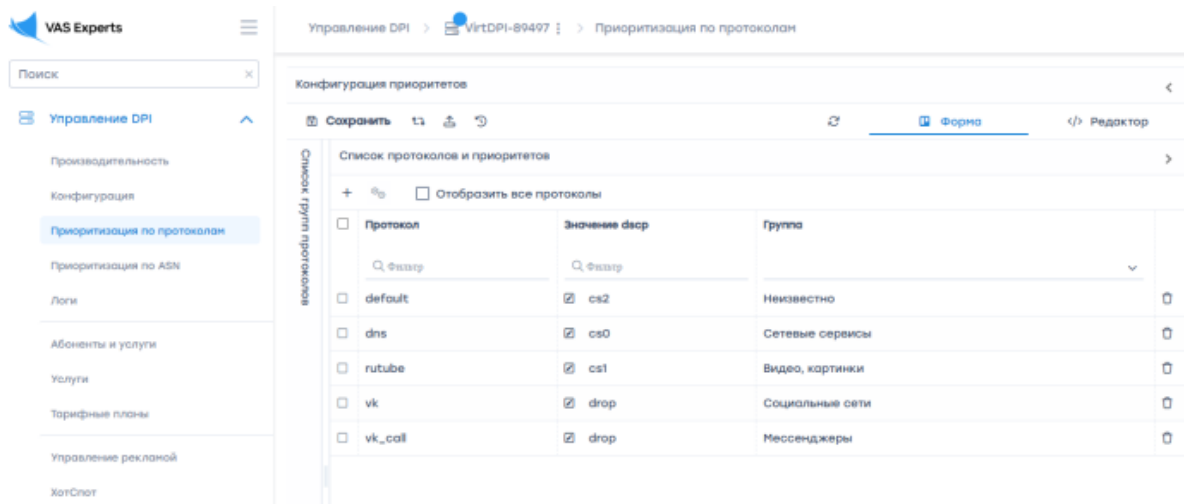 VAS Experts
Управление DPI > VirtDPI-89497 > Приоритизация по протоколам
Поиск
Управление DPI
Производительность
Конфигурация
Приоритизация по протоколам
Приоритизация по ASN
Логи
Абоненты и услуги
Услуги
Тарифные планы
Управление рекламой
ХотСпот
Конфигурация приоритетов
Сохранить
Форма
</> Редактор
Список групп протоколов
Список протоколов и приоритетов
Отобразить все протоколы
Протокол Значение dscp Группа
Фильтр Фильтр
default cs2 Неизвестно
dns cs0 Сетевые сервисы
rutube cs1 Видео, картинки
vk drop Социальные сети
vk_call drop Мессенджеры